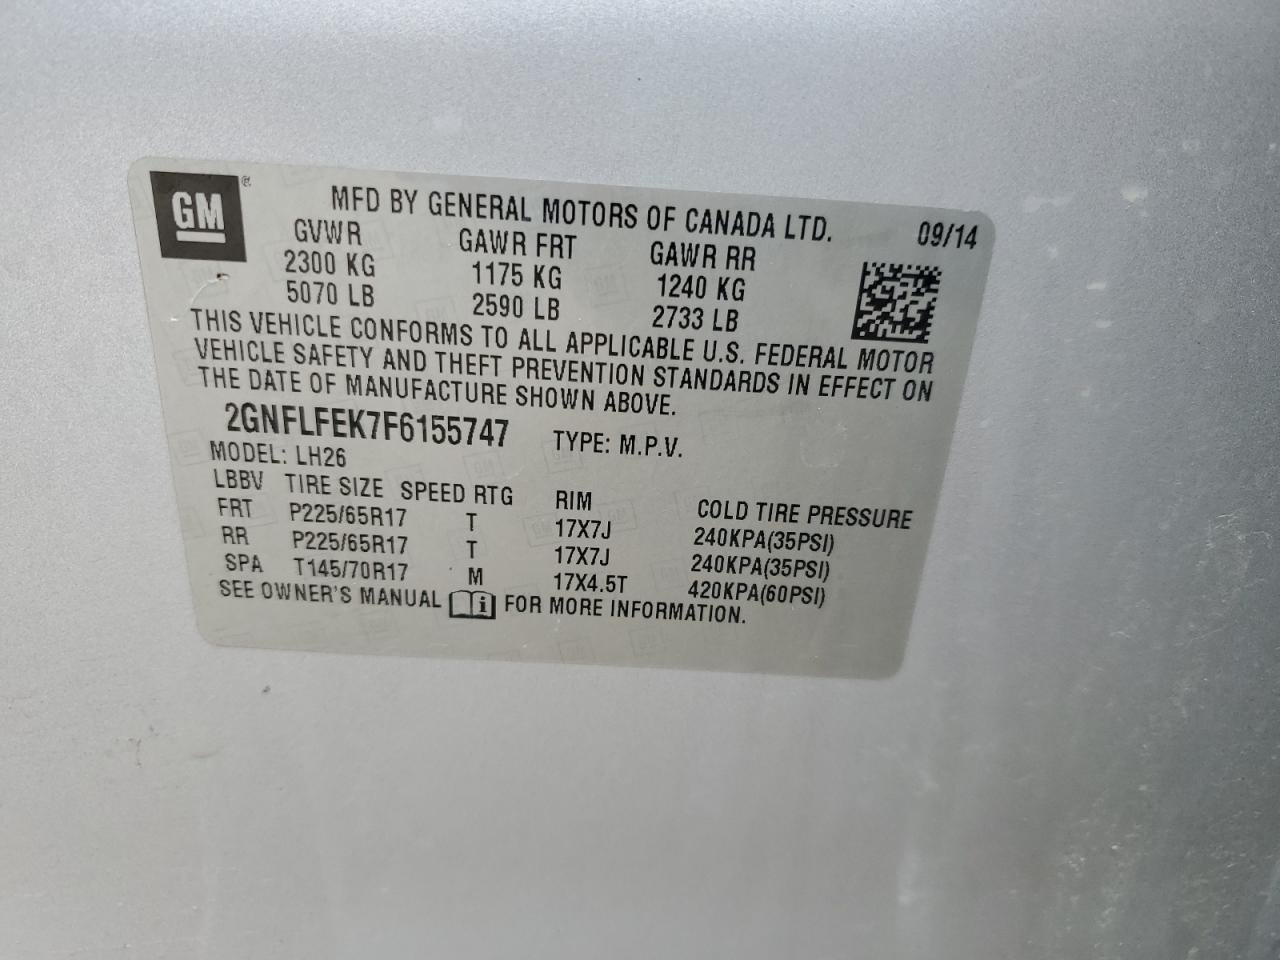 GM®
MFD BY GENERAL MOTORS OF CANADA LTD. 09/14
GVWR GAWR FRT GAWR RR
2300 KG 1175 KG 1240 KG
5070 LB 2590 LB 2733 LB
THIS VEHICLE CONFORMS TO ALL APPLICABLE U.S. FEDERAL MOTOR
VEHICLE SAFETY AND THEFT PREVENTION STANDARDS IN EFFECT ON
THE DATE OF MANUFACTURE SHOWN ABOVE.
2GNFLFEK7F6155747 TYPE: M.P.V.
MODEL: LH26
LBBV TIRE SIZE SPEED RTG RIM COLD TIRE PRESSURE
FRT P225/65R17 T 17X7J 240KPA(35PSI)
RR P225/65R17 T 17X7J 240KPA(35PSI)
SPA T145/70R17 M 17X4.5T 420KPA(60PSI)
SEE OWNER'S MANUAL i FOR MORE INFORMATION.